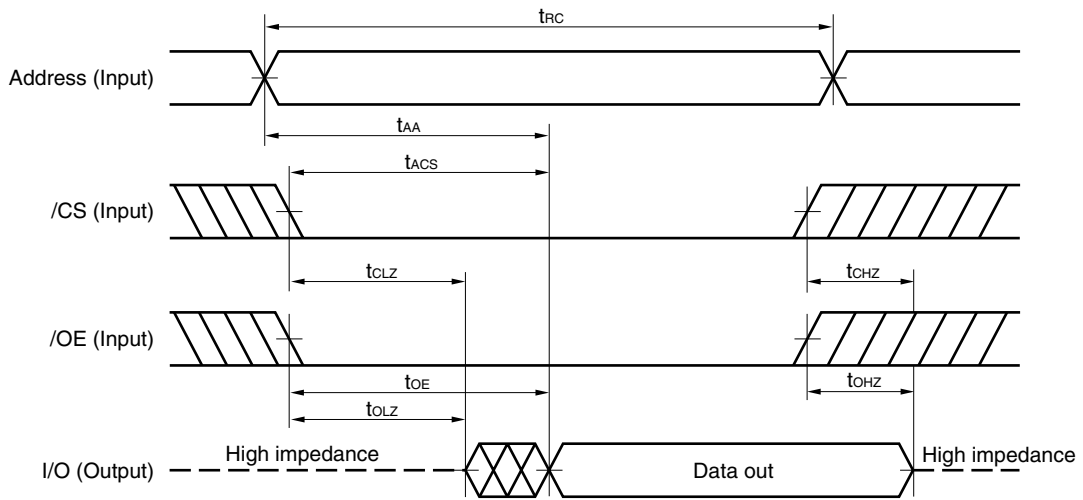 tRC
Address (Input)
tAA
tACS
/CS (Input)
tCLZ
tCHZ
/OE (Input)
tOE
tOHZ
tOLZ
High impedance
Data out
High impedance
I/O (Output)